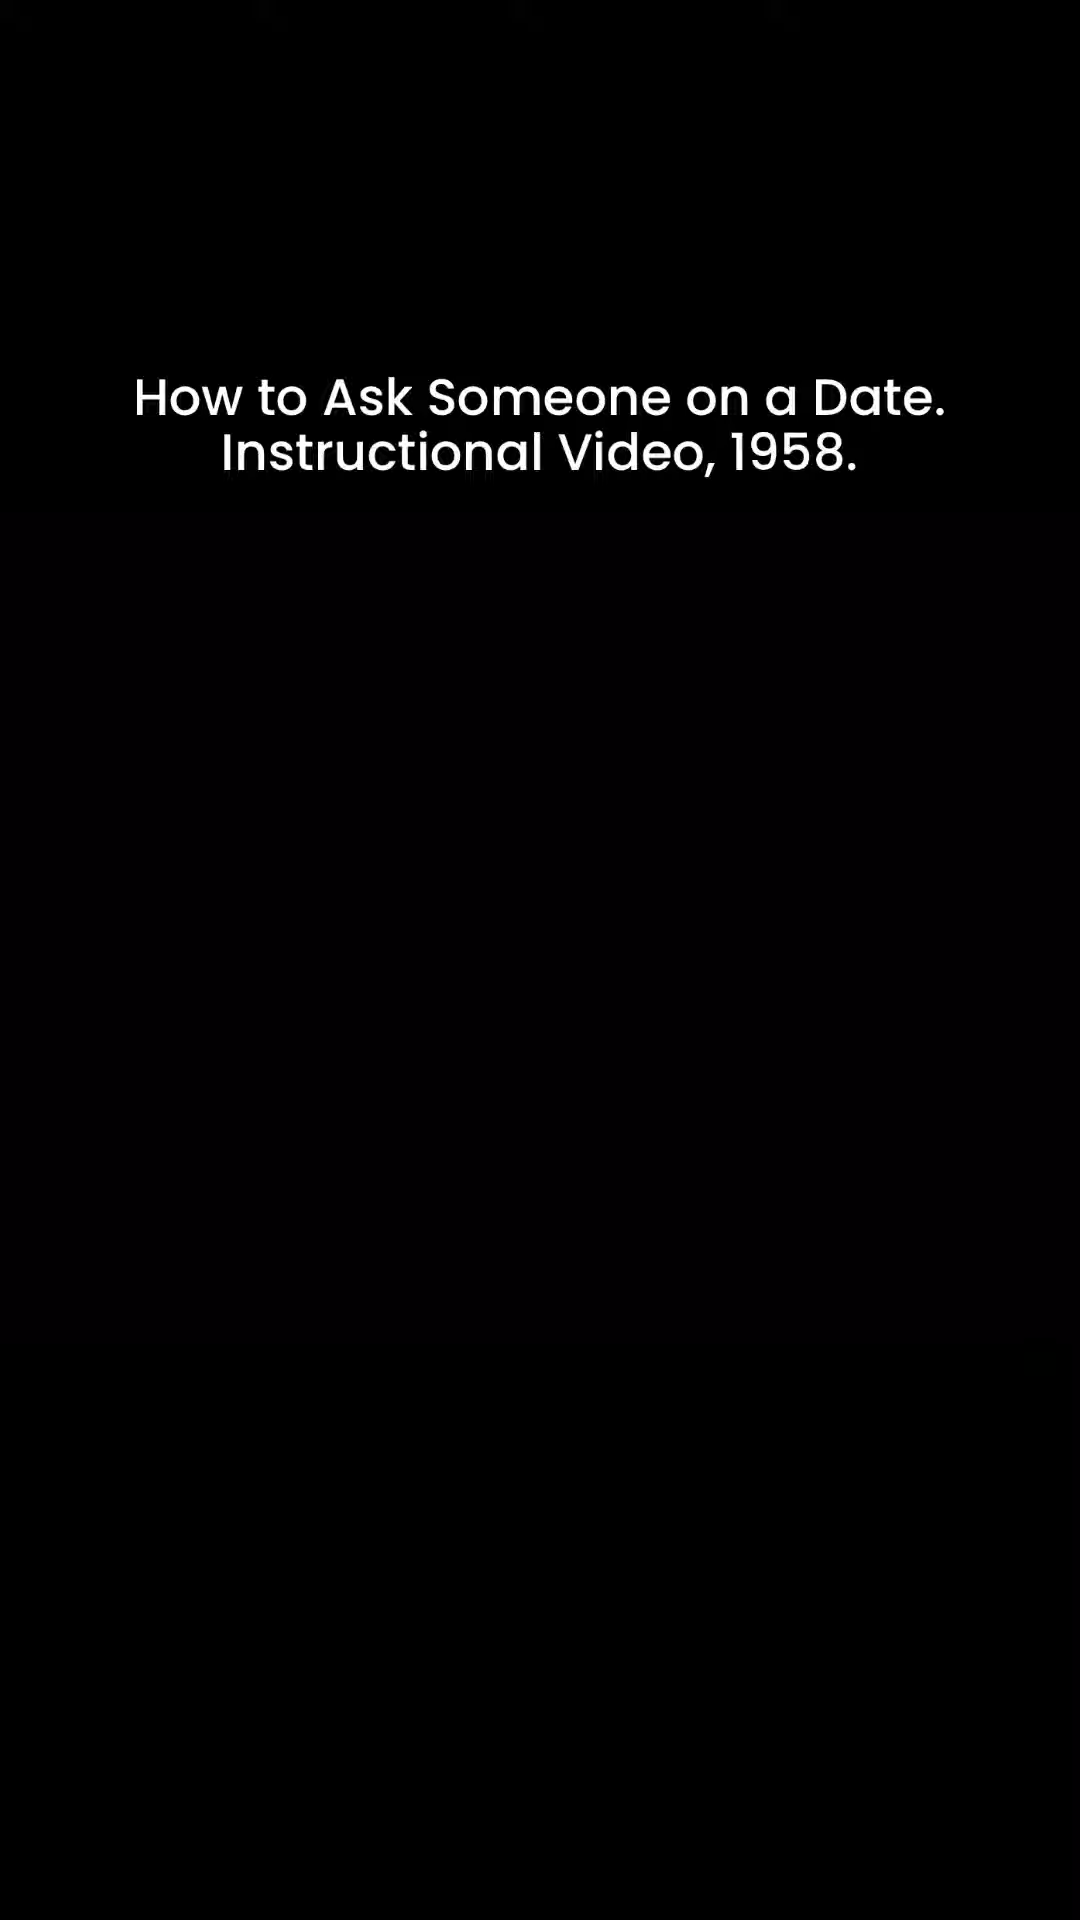 How to Ask Someone on a Date.
Instructional Video, 1958.